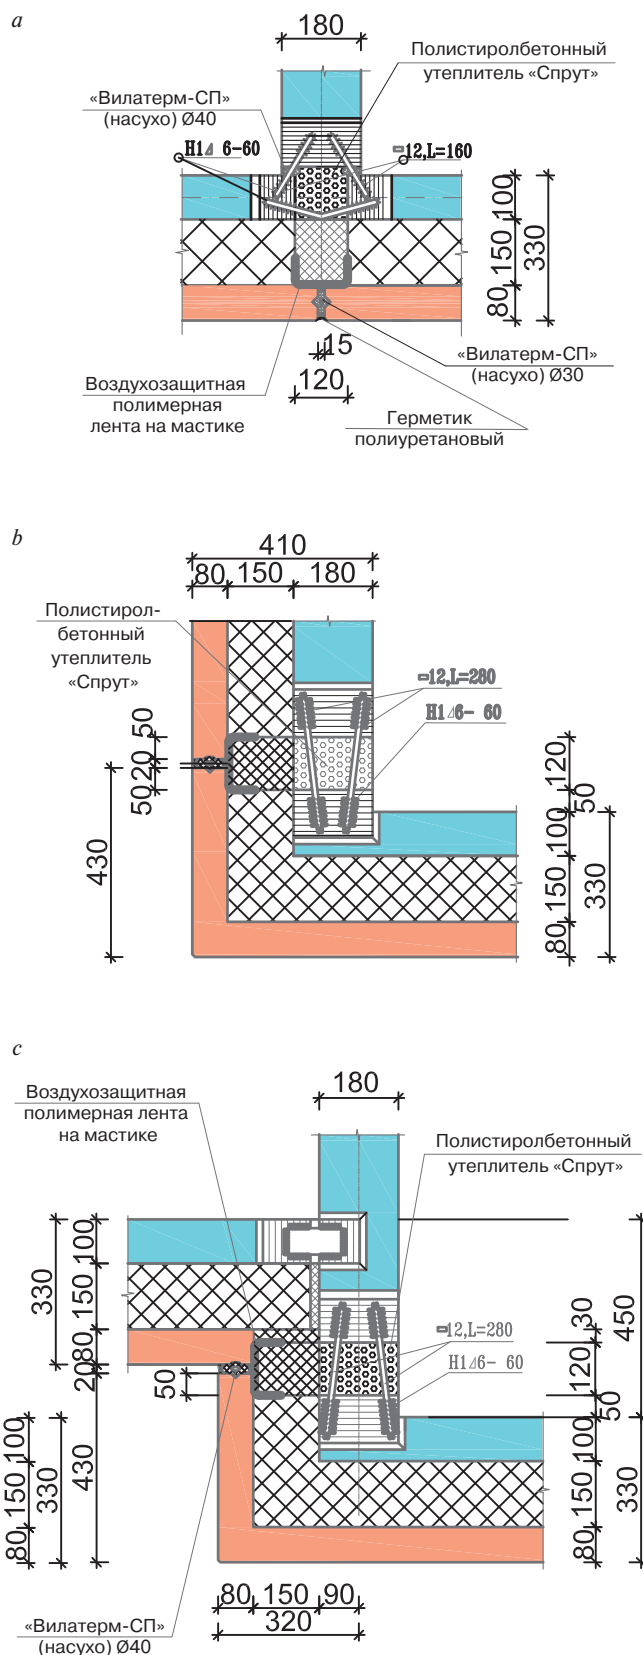 a
180
Полистиролбетонный
утеплитель «Спрут»
«Вилатерм-СП»
(насухо) Ø40
Н1⊿ 6-60
12,L=160
100
150
80
330
15
120
«Вилатерм-СП»
(насухо) Ø30
Воздухозащитная
полимерная
лента на мастике
Герметик
полиуретановый
b
410
80 150 180
Полистирол-
бетонный
утеплитель
«Спрут»
12,L=280
Н1⊿6- 60
50
20
50
430
120
50
100
150
80
330
c
180
Воздухозащитная
полимерная лента
на мастике
Полистиролбетонный
утеплитель «Спрут»
330
100
150
80
20
50
430
12,L=280
Н1⊿6- 60
30
450
120
50
100
150
80
330
100
150
80
330
80 150 90
320
«Вилатерм-СП»
(насухо) Ø40